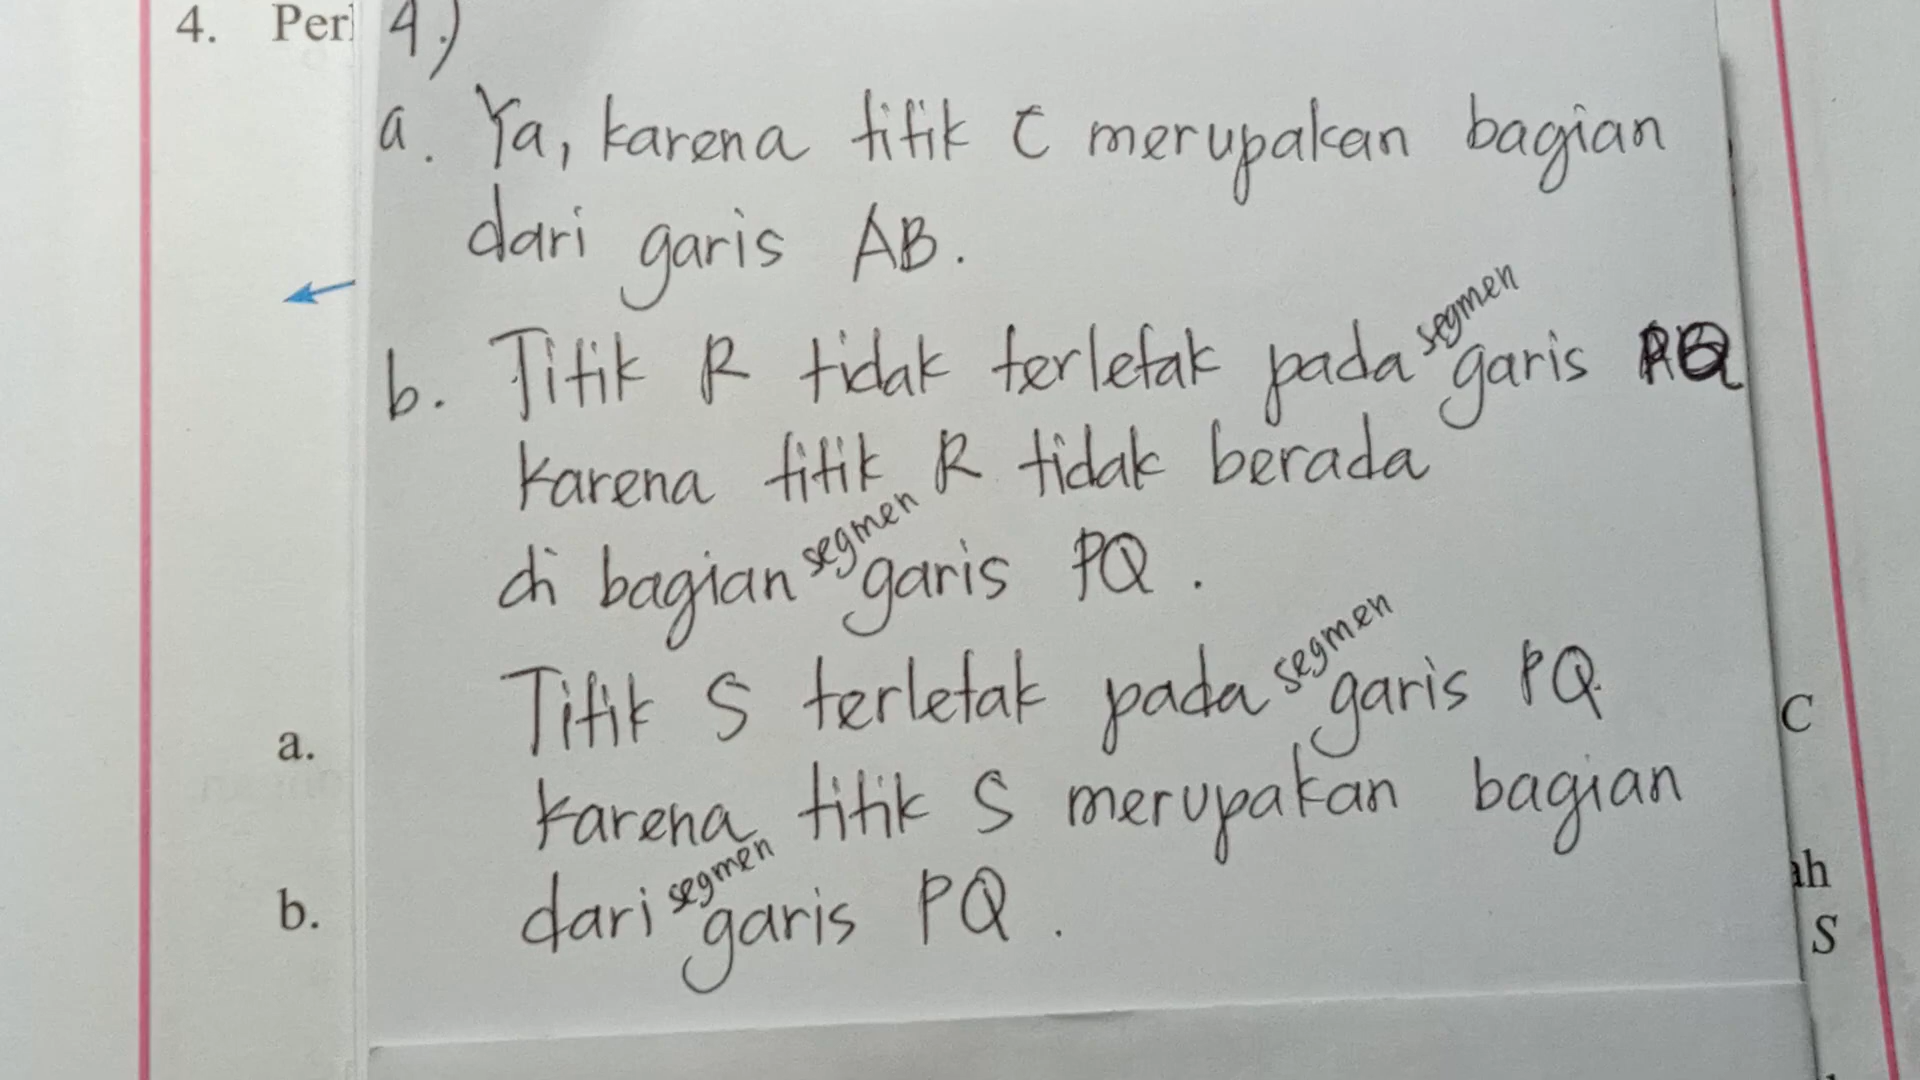 4. Per
4.)
a. Ya, karena titik C merupakan bagian
dari garis AB.
b. Titik R tidak terletak pada segmen garis PQ
karena titik R tidak berada
di bagian segmen garis PQ.
Titik S terletak pada segmen garis PQ
karena titik S merupakan bagian
dari segmen garis PQ.
a.
C
ah
b.
S